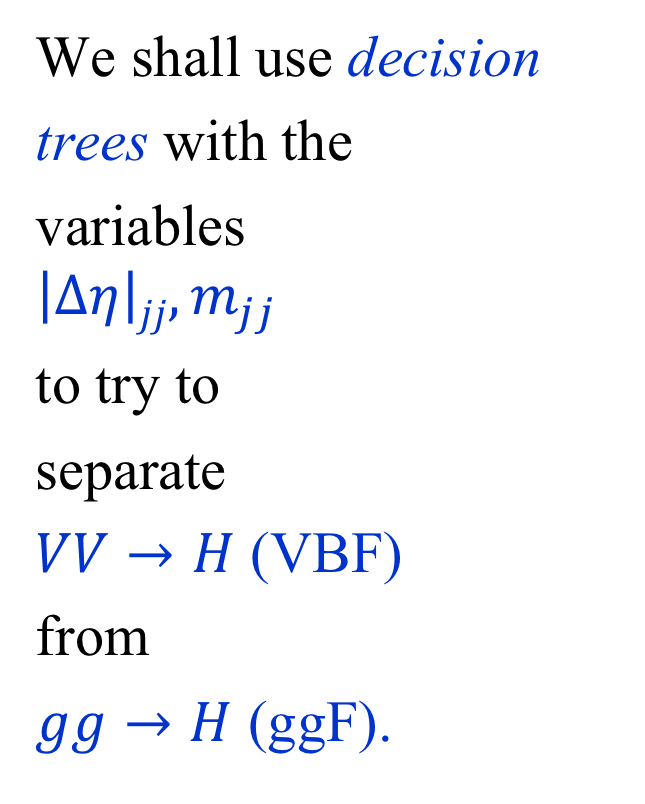 We shall use decision
trees with the
variables
|Δη|jj, mjj
to try to
separate
VV → H (VBF)
from
gg → H (ggF).